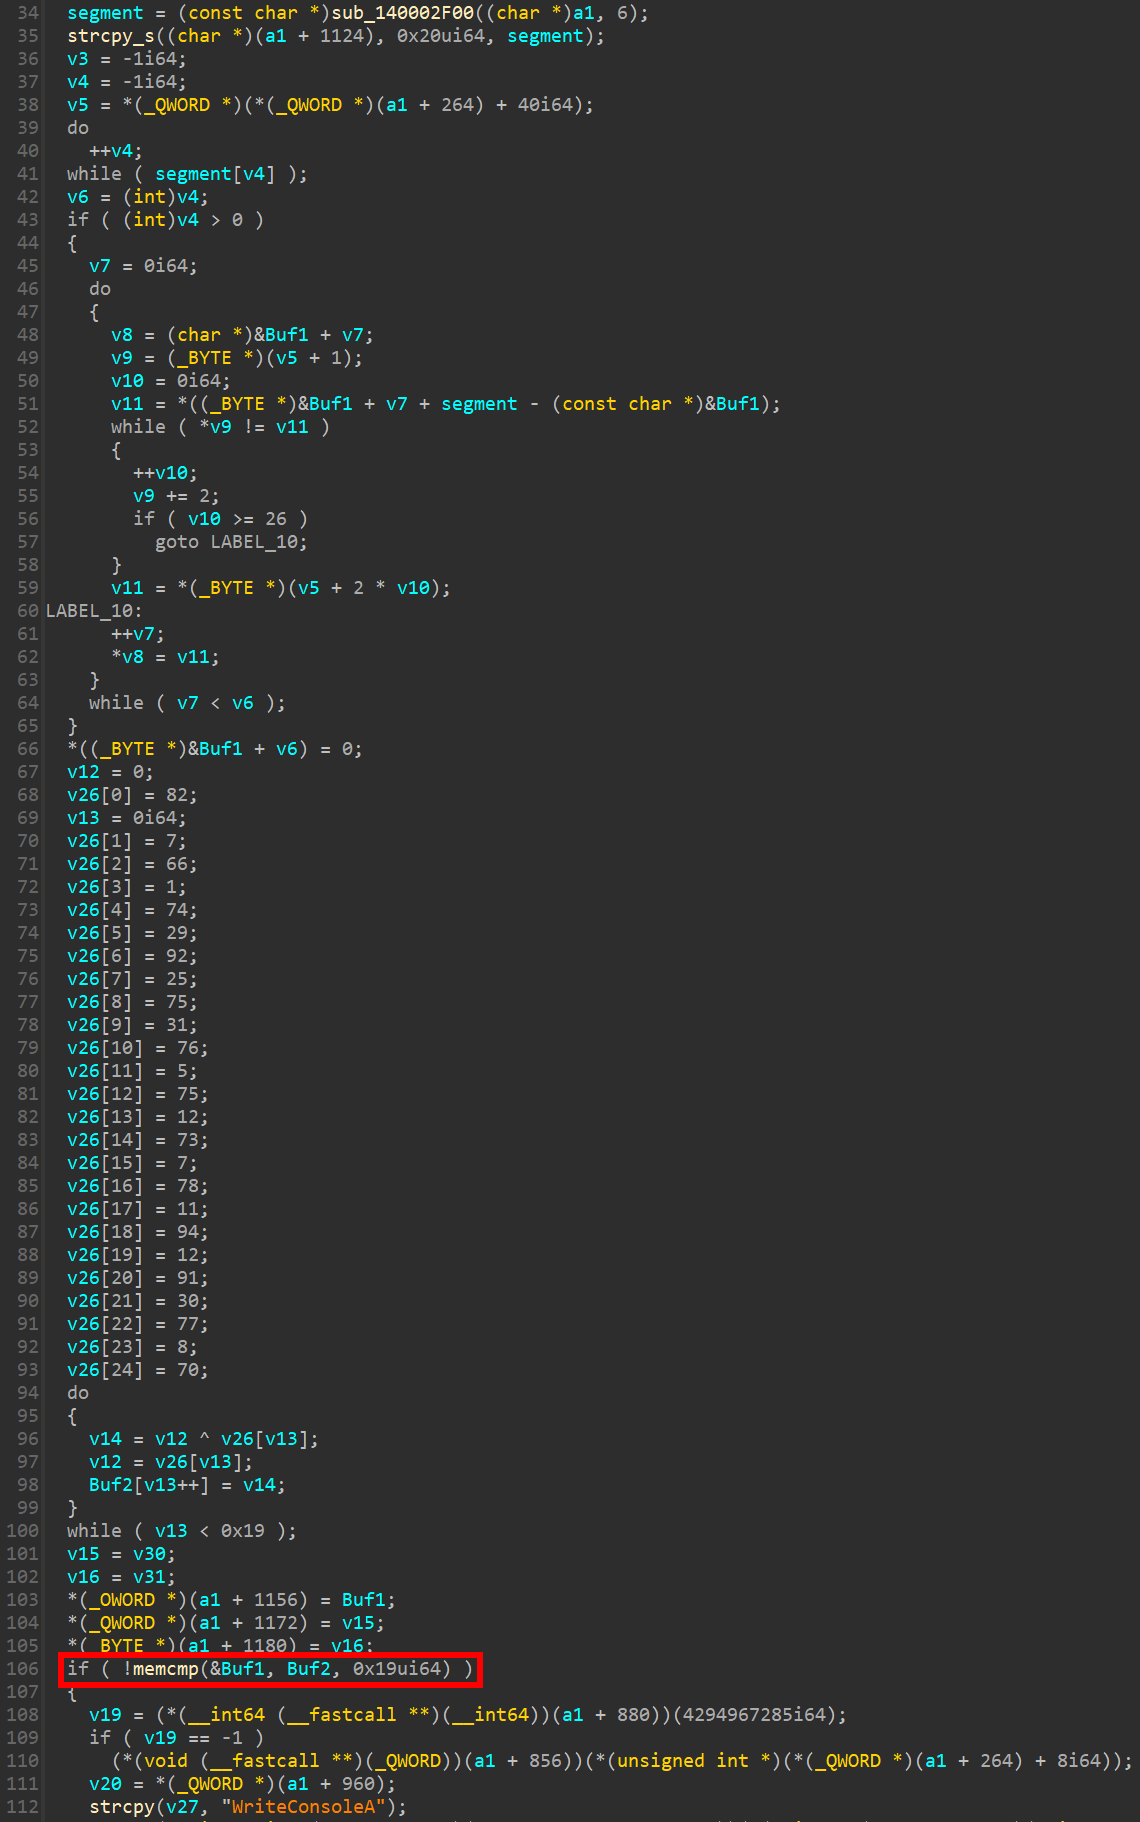 34 segment = (const char *)sub_140002F00((char *)a1, 6);
35 strcpy_s((char *)(a1 + 1124), 0x20ui64, segment);
36 v3 = -1i64;
37 v4 = -1i64;
38 v5 = *(_QWORD *)(*(_QWORD *)(a1 + 264) + 40i64);
39 do
40 ++v4;
41 while ( segment[v4] );
42 v6 = (int)v4;
43 if ( (int)v4 > 0 )
44 {
45 v7 = 0i64;
46 do
47 {
48 v8 = (char *)&Buf1 + v7;
49 v9 = (_BYTE *)(v5 + 1);
50 v10 = 0i64;
51 v11 = *((_BYTE *)&Buf1 + v7 + segment - (const char *)&Buf1);
52 while ( *v9 != v11 )
53 {
54 ++v10;
55 v9 += 2;
56 if ( v10 >= 26 )
57 goto LABEL_10;
58 }
59 v11 = *(_BYTE *)(v5 + 2 * v10);
60 LABEL_10:
61 ++v7;
62 *v8 = v11;
63 }
64 while ( v7 < v6 );
65 }
66 *((_BYTE *)&Buf1 + v6) = 0;
67 v12 = 0;
68 v26[0] = 82;
69 v13 = 0i64;
70 v26[1] = 7;
71 v26[2] = 66;
72 v26[3] = 1;
73 v26[4] = 74;
74 v26[5] = 29;
75 v26[6] = 92;
76 v26[7] = 25;
77 v26[8] = 75;
78 v26[9] = 31;
79 v26[10] = 76;
80 v26[11] = 5;
81 v26[12] = 75;
82 v26[13] = 12;
83 v26[14] = 73;
84 v26[15] = 7;
85 v26[16] = 78;
86 v26[17] = 11;
87 v26[18] = 94;
88 v26[19] = 12;
89 v26[20] = 91;
90 v26[21] = 30;
91 v26[22] = 77;
92 v26[23] = 8;
93 v26[24] = 70;
94 do
95 {
96 v14 = v12 ^ v26[v13];
97 v12 = v26[v13];
98 Buf2[v13++] = v14;
99 }
100 while ( v13 < 0x19 );
101 v15 = v30;
102 v16 = v31;
103 *(_OWORD *)(a1 + 1156) = Buf1;
104 *(_QWORD *)(a1 + 1172) = v15;
105 *(_BYTE *)(a1 + 1180) = v16;
106 if ( !memcmp(&Buf1, Buf2, 0x19ui64) )
107 {
108 v19 = (*(__int64 (__fastcall **)(__int64))(a1 + 880))(4294967285i64);
109 if ( v19 == -1 )
110 (*(void (__fastcall **)(_QWORD))(a1 + 856))(*(unsigned int *)(*(_QWORD *)(a1 + 264) + 8i64));
111 v20 = *(_QWORD *)(a1 + 960);
112 strcpy(v27, "WriteConsoleA");